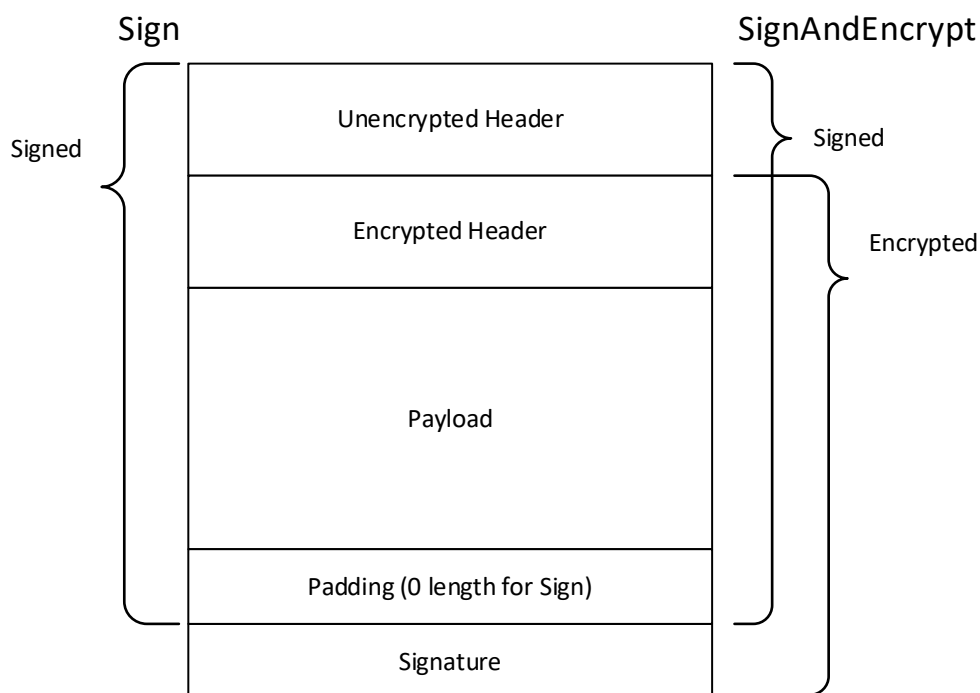 Sign
SignAndEncrypt
Unencrypted Header
Signed
Signed
Encrypted Header
Encrypted
Payload
Padding (0 length for Sign)
Signature